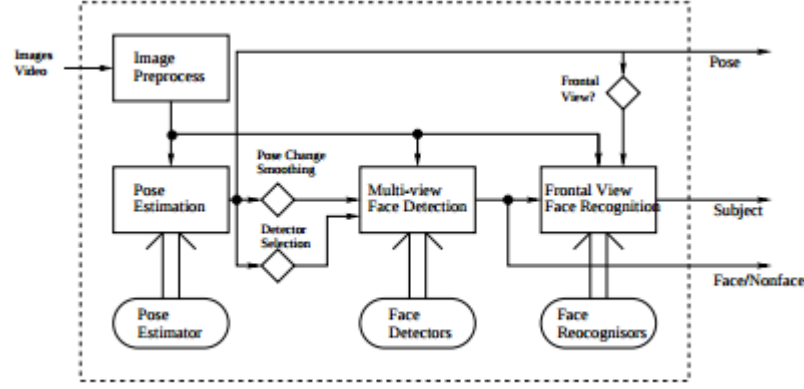 Images
Video
Image
Preprocess
Pose
Frontal
View?
Pose Change
Smoothing
Pose
Estimation
Multi-view
Face Detection
Frontal View
Face Recognition
Subject
Detector
Selection
Face/Nonface
Pose
Estimator
Face
Detectors
Face
Reocognisors